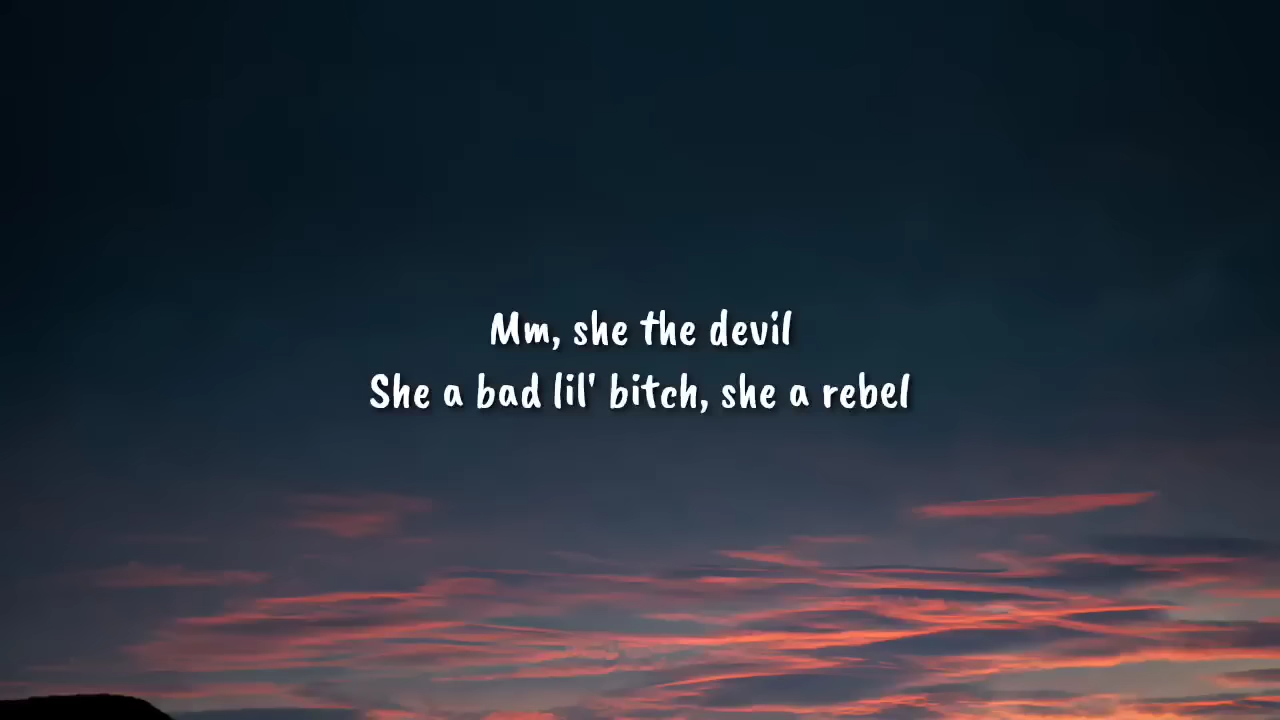 Mm, she the devil
She a bad lil' bitch, she a rebel